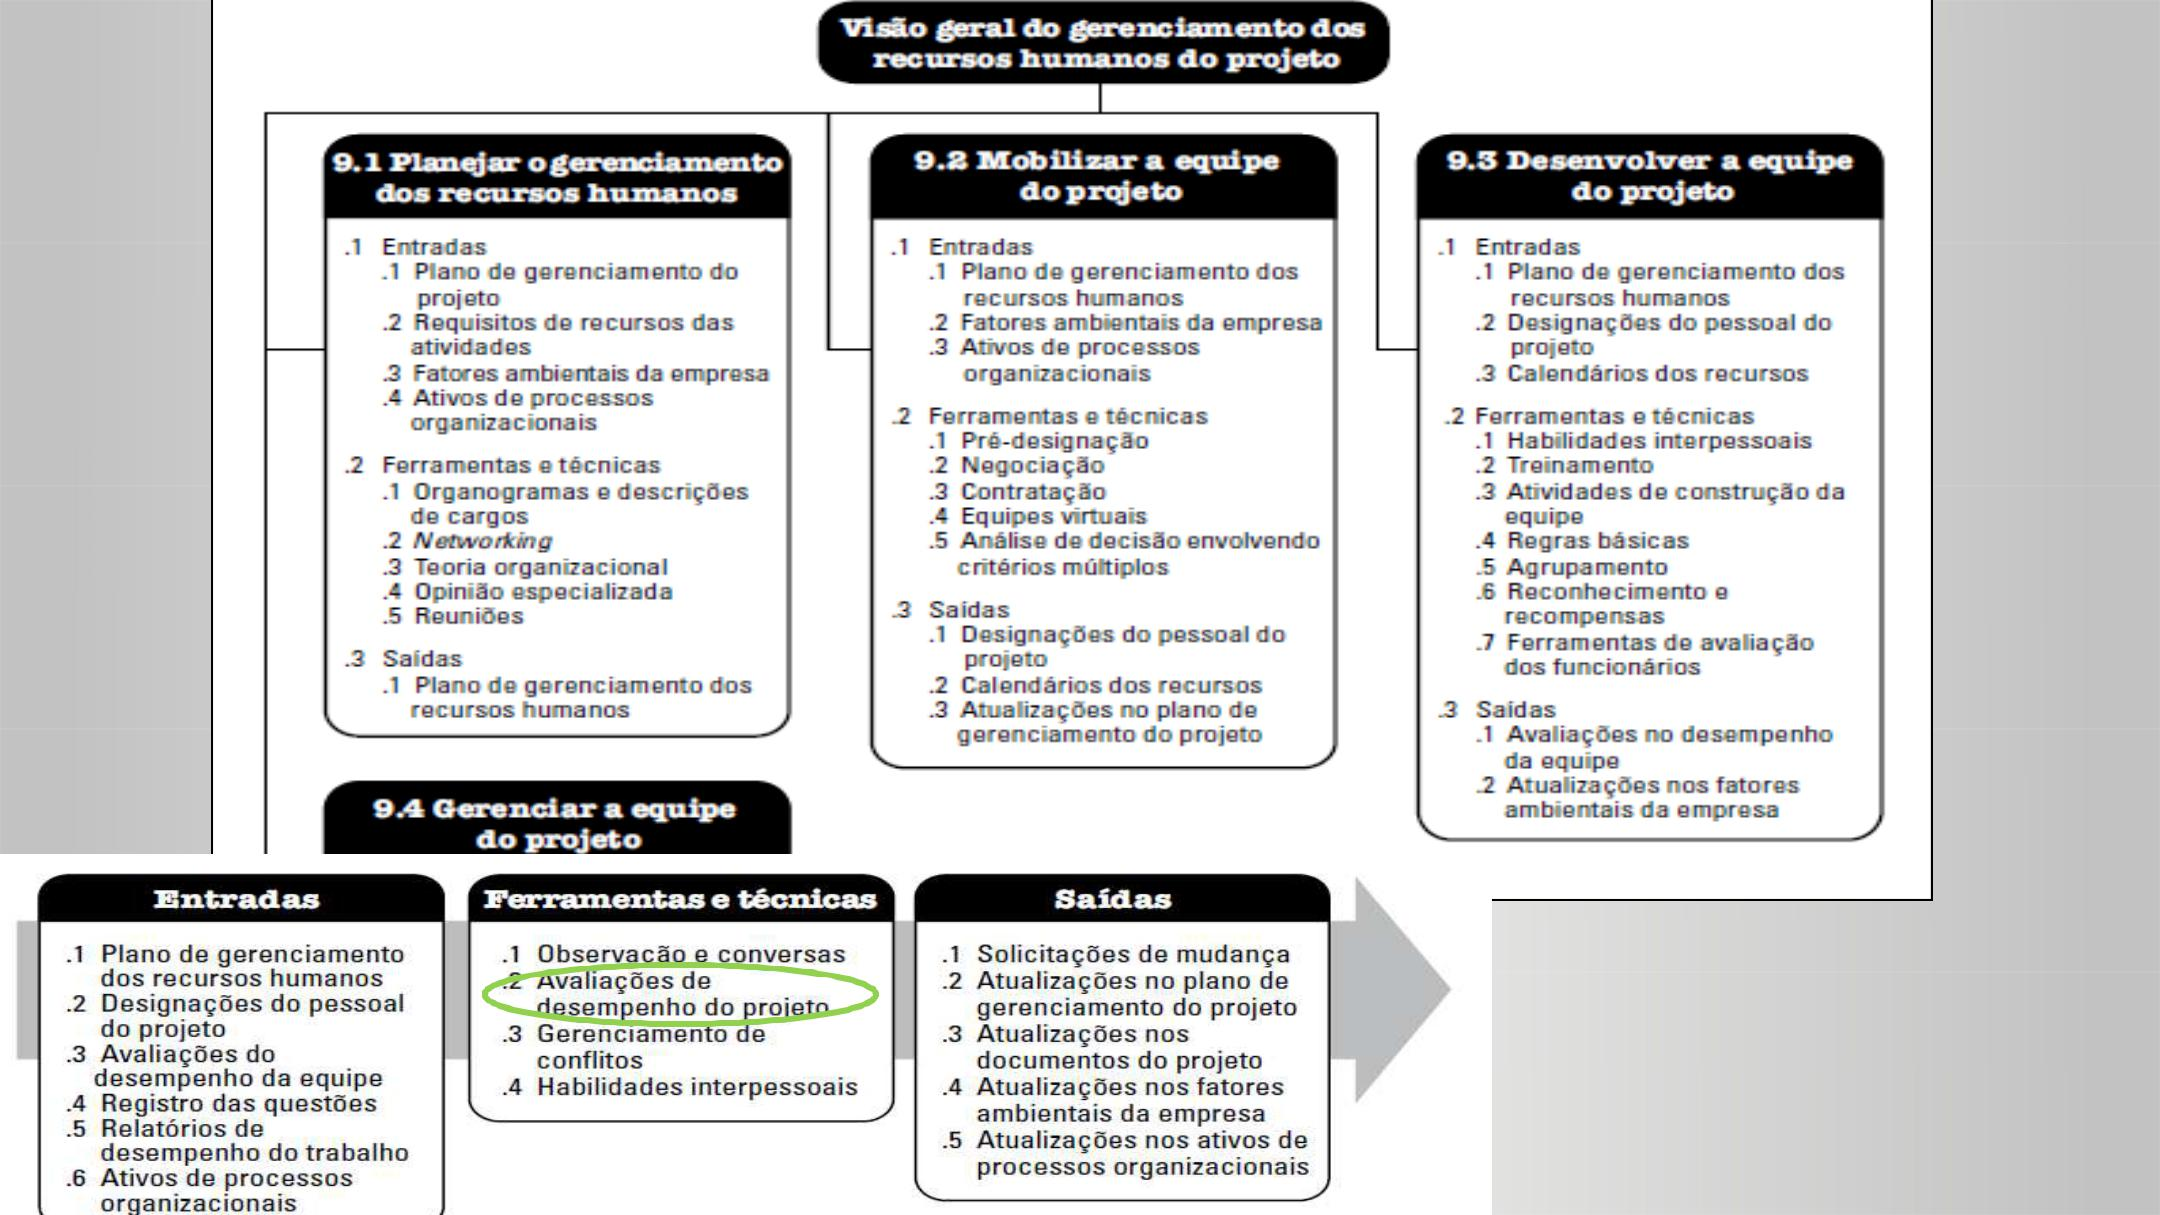 Visão geral do gerenciamento dos
recursos humanos do projeto
9.1 Planejar o gerenciamento
dos recursos humanos
.1 Entradas
.1 Plano de gerenciamento do
projeto
.2 Requisitos de recursos das
atividades
.3 Fatores ambientais da empresa
.4 Ativos de processos
organizacionais
.2 Ferramentas e técnicas
.1 Organogramas e descrições
de cargos
.2 Networking
.3 Teoria organizacional
.4 Opinião especializada
.5 Reuniões
.3 Saídas
.1 Plano de gerenciamento dos
recursos humanos
9.2 Mobilizar a equipe
do projeto
.1 Entradas
.1 Plano de gerenciamento dos
recursos humanos
.2 Fatores ambientais da empresa
.3 Ativos de processos
organizacionais
.2 Ferramentas e técnicas
.1 Pré-designação
.2 Negociação
.3 Contratação
.4 Equipes virtuais
.5 Análise de decisão envolvendo
critérios múltiplos
.3 Saídas
.1 Designações do pessoal do
projeto
.2 Calendários dos recursos
.3 Atualizações no plano de
gerenciamento do projeto
9.3 Desenvolver a equipe
do projeto
.1 Entradas
.1 Plano de gerenciamento dos
recursos humanos
.2 Designações do pessoal do
projeto
.3 Calendários dos recursos
.2 Ferramentas e técnicas
.1 Habilidades interpessoais
.2 Treinamento
.3 Atividades de construção da
equipe
.4 Regras básicas
.5 Agrupamento
.6 Reconhecimento e
recompensas
.7 Ferramentas de avaliação
dos funcionários
.3 Saídas
.1 Avaliações no desempenho
da equipe
.2 Atualizações nos fatores
ambientais da empresa
9.4 Gerenciar a equipe
do projeto
Entradas
.1 Plano de gerenciamento
dos recursos humanos
.2 Designações do pessoal
do projeto
.3 Avaliações do
desempenho da equipe
.4 Registro das questões
.5 Relatórios de
desempenho do trabalho
.6 Ativos de processos
organizacionais
Ferramentas e técnicas
.1 Observação e conversas
.2 Avaliações de
desempenho do projeto
.3 Gerenciamento de
conflitos
.4 Habilidades interpessoais
Saídas
.1 Solicitações de mudança
.2 Atualizações no plano de
gerenciamento do projeto
.3 Atualizações nos
documentos do projeto
.4 Atualizações nos fatores
ambientais da empresa
.5 Atualizações nos ativos de
processos organizacionais